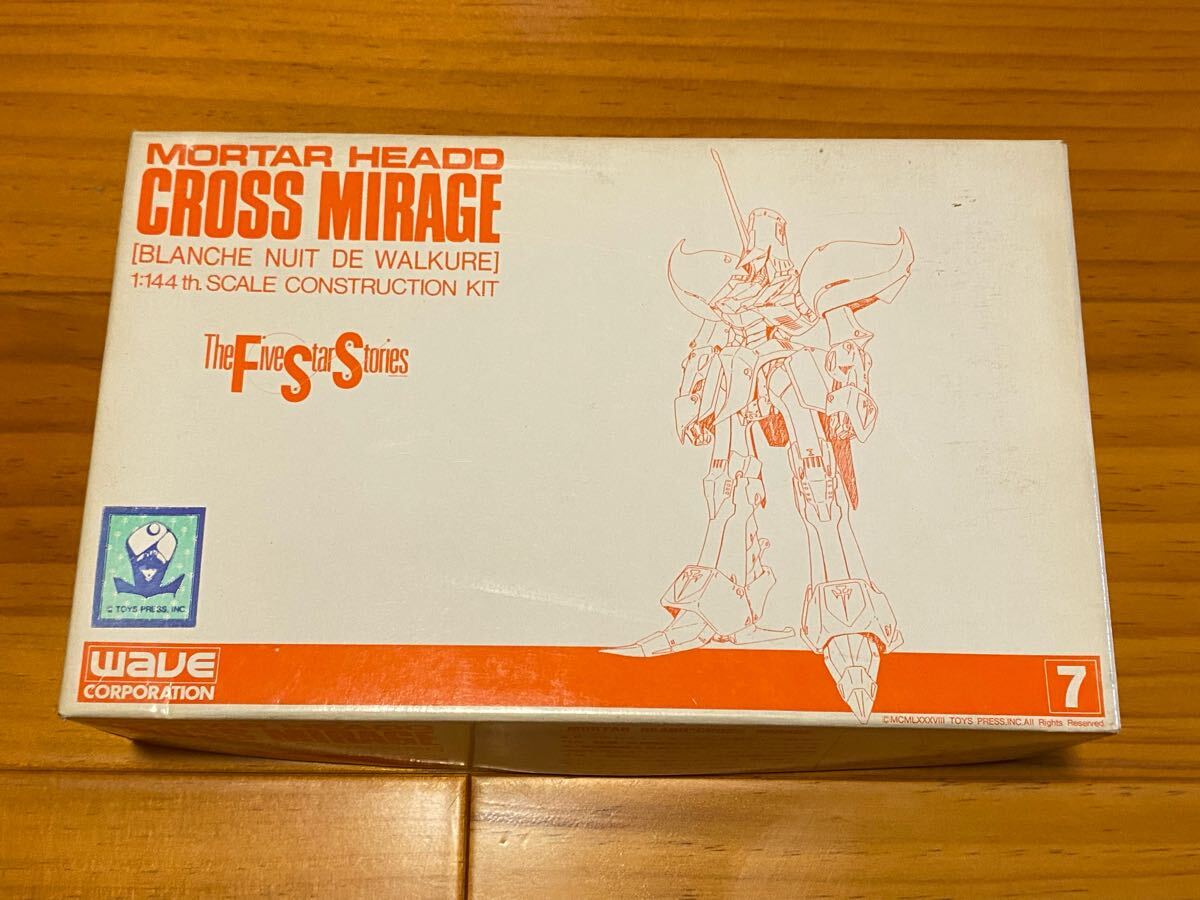 MORTAR HEADD
CROSS MIRAGE
[BLANCHE NUIT DE WALKURE]
1:144 th. SCALE CONSTRUCTION KIT
The Five Star Stories
© TOYS PRESS, INC.
WAVE
CORPORATION
7
©MCMLXXXVIII TOYS PRESS,INC.All Rights Reserved